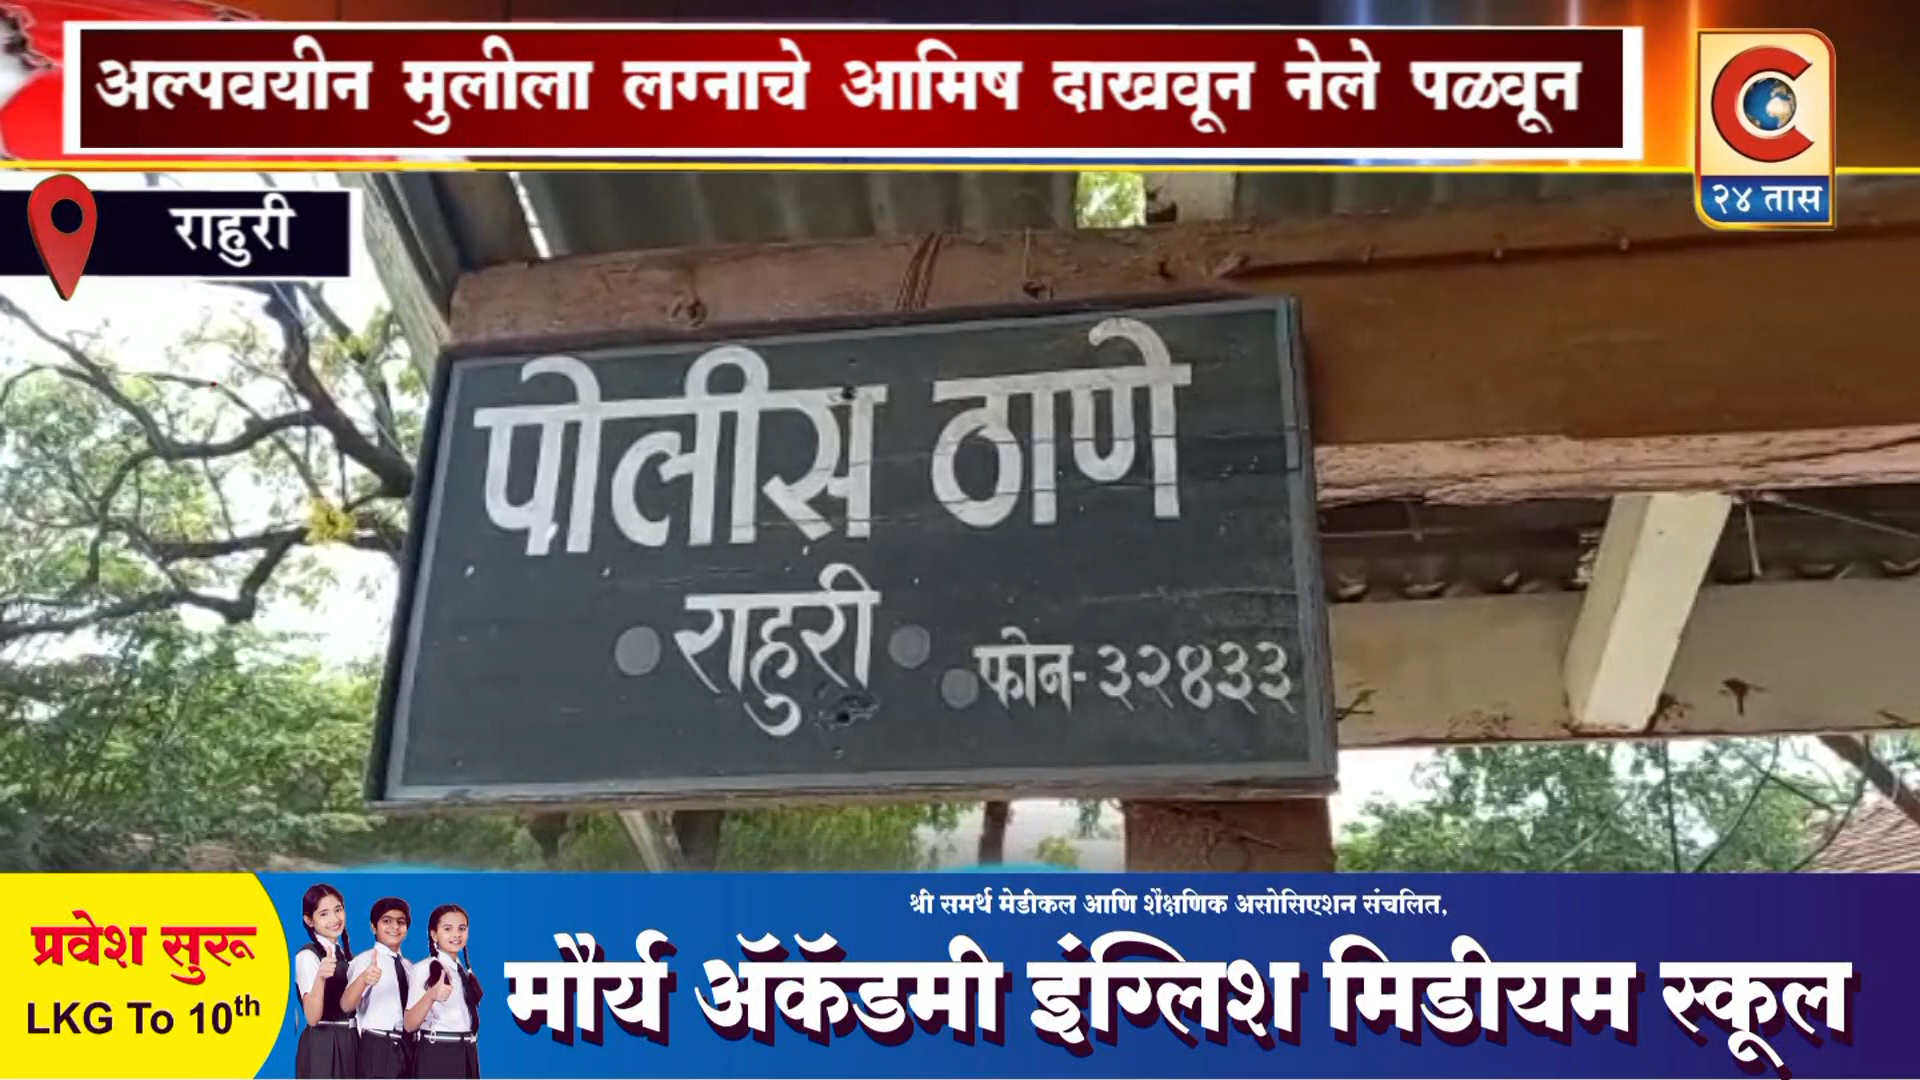 अल्पवयीन मुलीला लग्नाचे आमिष दाखवून नेले पळवून
C
२४ तास
राहुरी
पोलीस ठाणे
राहुरी
फोन-३२४३३
प्रवेश सुरू
LKG To 10th
श्री समर्थ मेडीकल आणि शैक्षणिक असोसिएशन संचलित,
मौर्य ॲकॅडमी इंग्लिश मिडीयम स्कूल